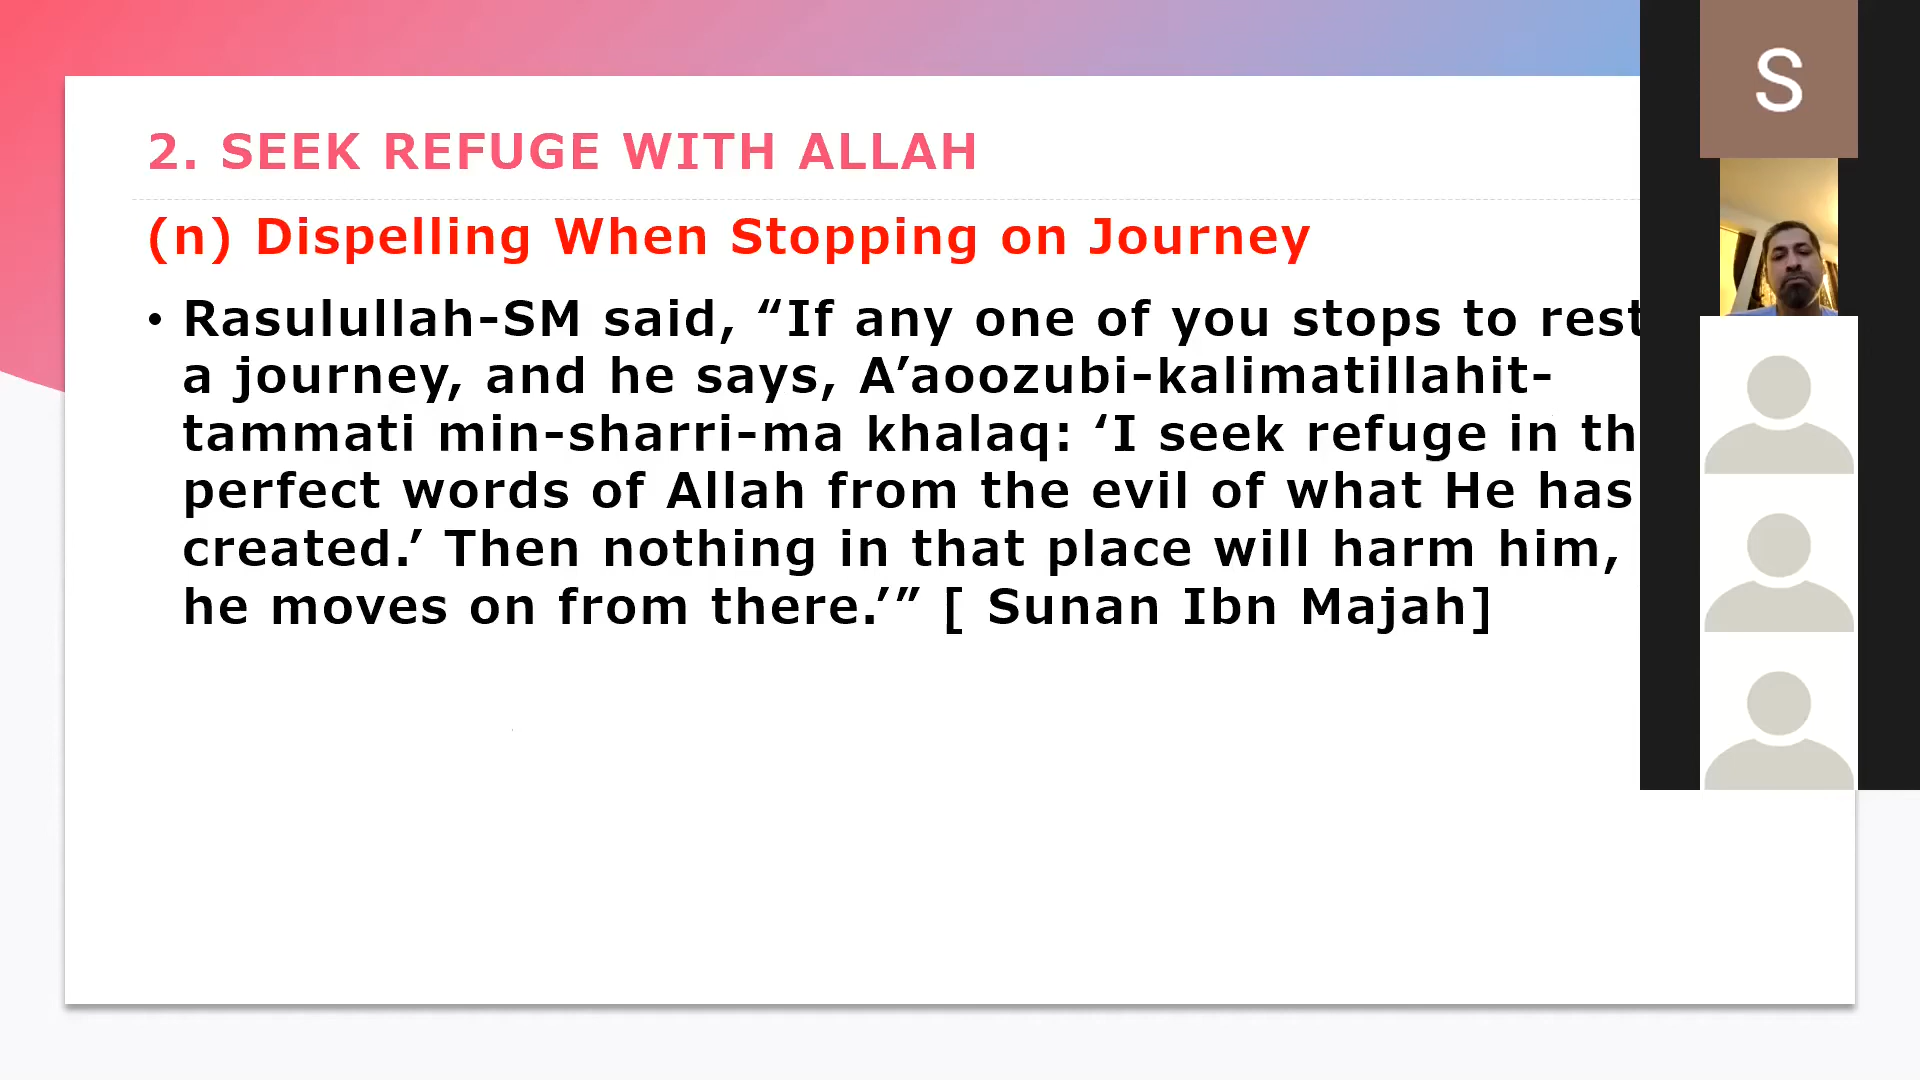 2. SEEK REFUGE WITH ALLAH
(n) Dispelling When Stopping on Journey
• Rasulullah-SM said, “If any one of you stops to rest
a journey, and he says, A’aoozubi-kalimatillahit-
tammati min-sharri-ma khalaq: ‘I seek refuge in th
perfect words of Allah from the evil of what He has
created.’ Then nothing in that place will harm him,
he moves on from there.’” [ Sunan Ibn Majah]
S